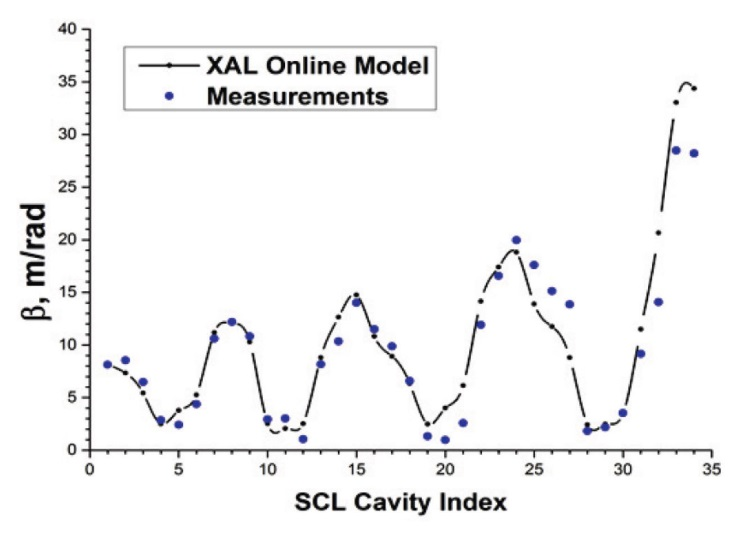 40
35
30
25
20
15
10
5
0
β, m/rad
XAL Online Model
Measurements
0 5 10 15 20 25 30 35
SCL Cavity Index